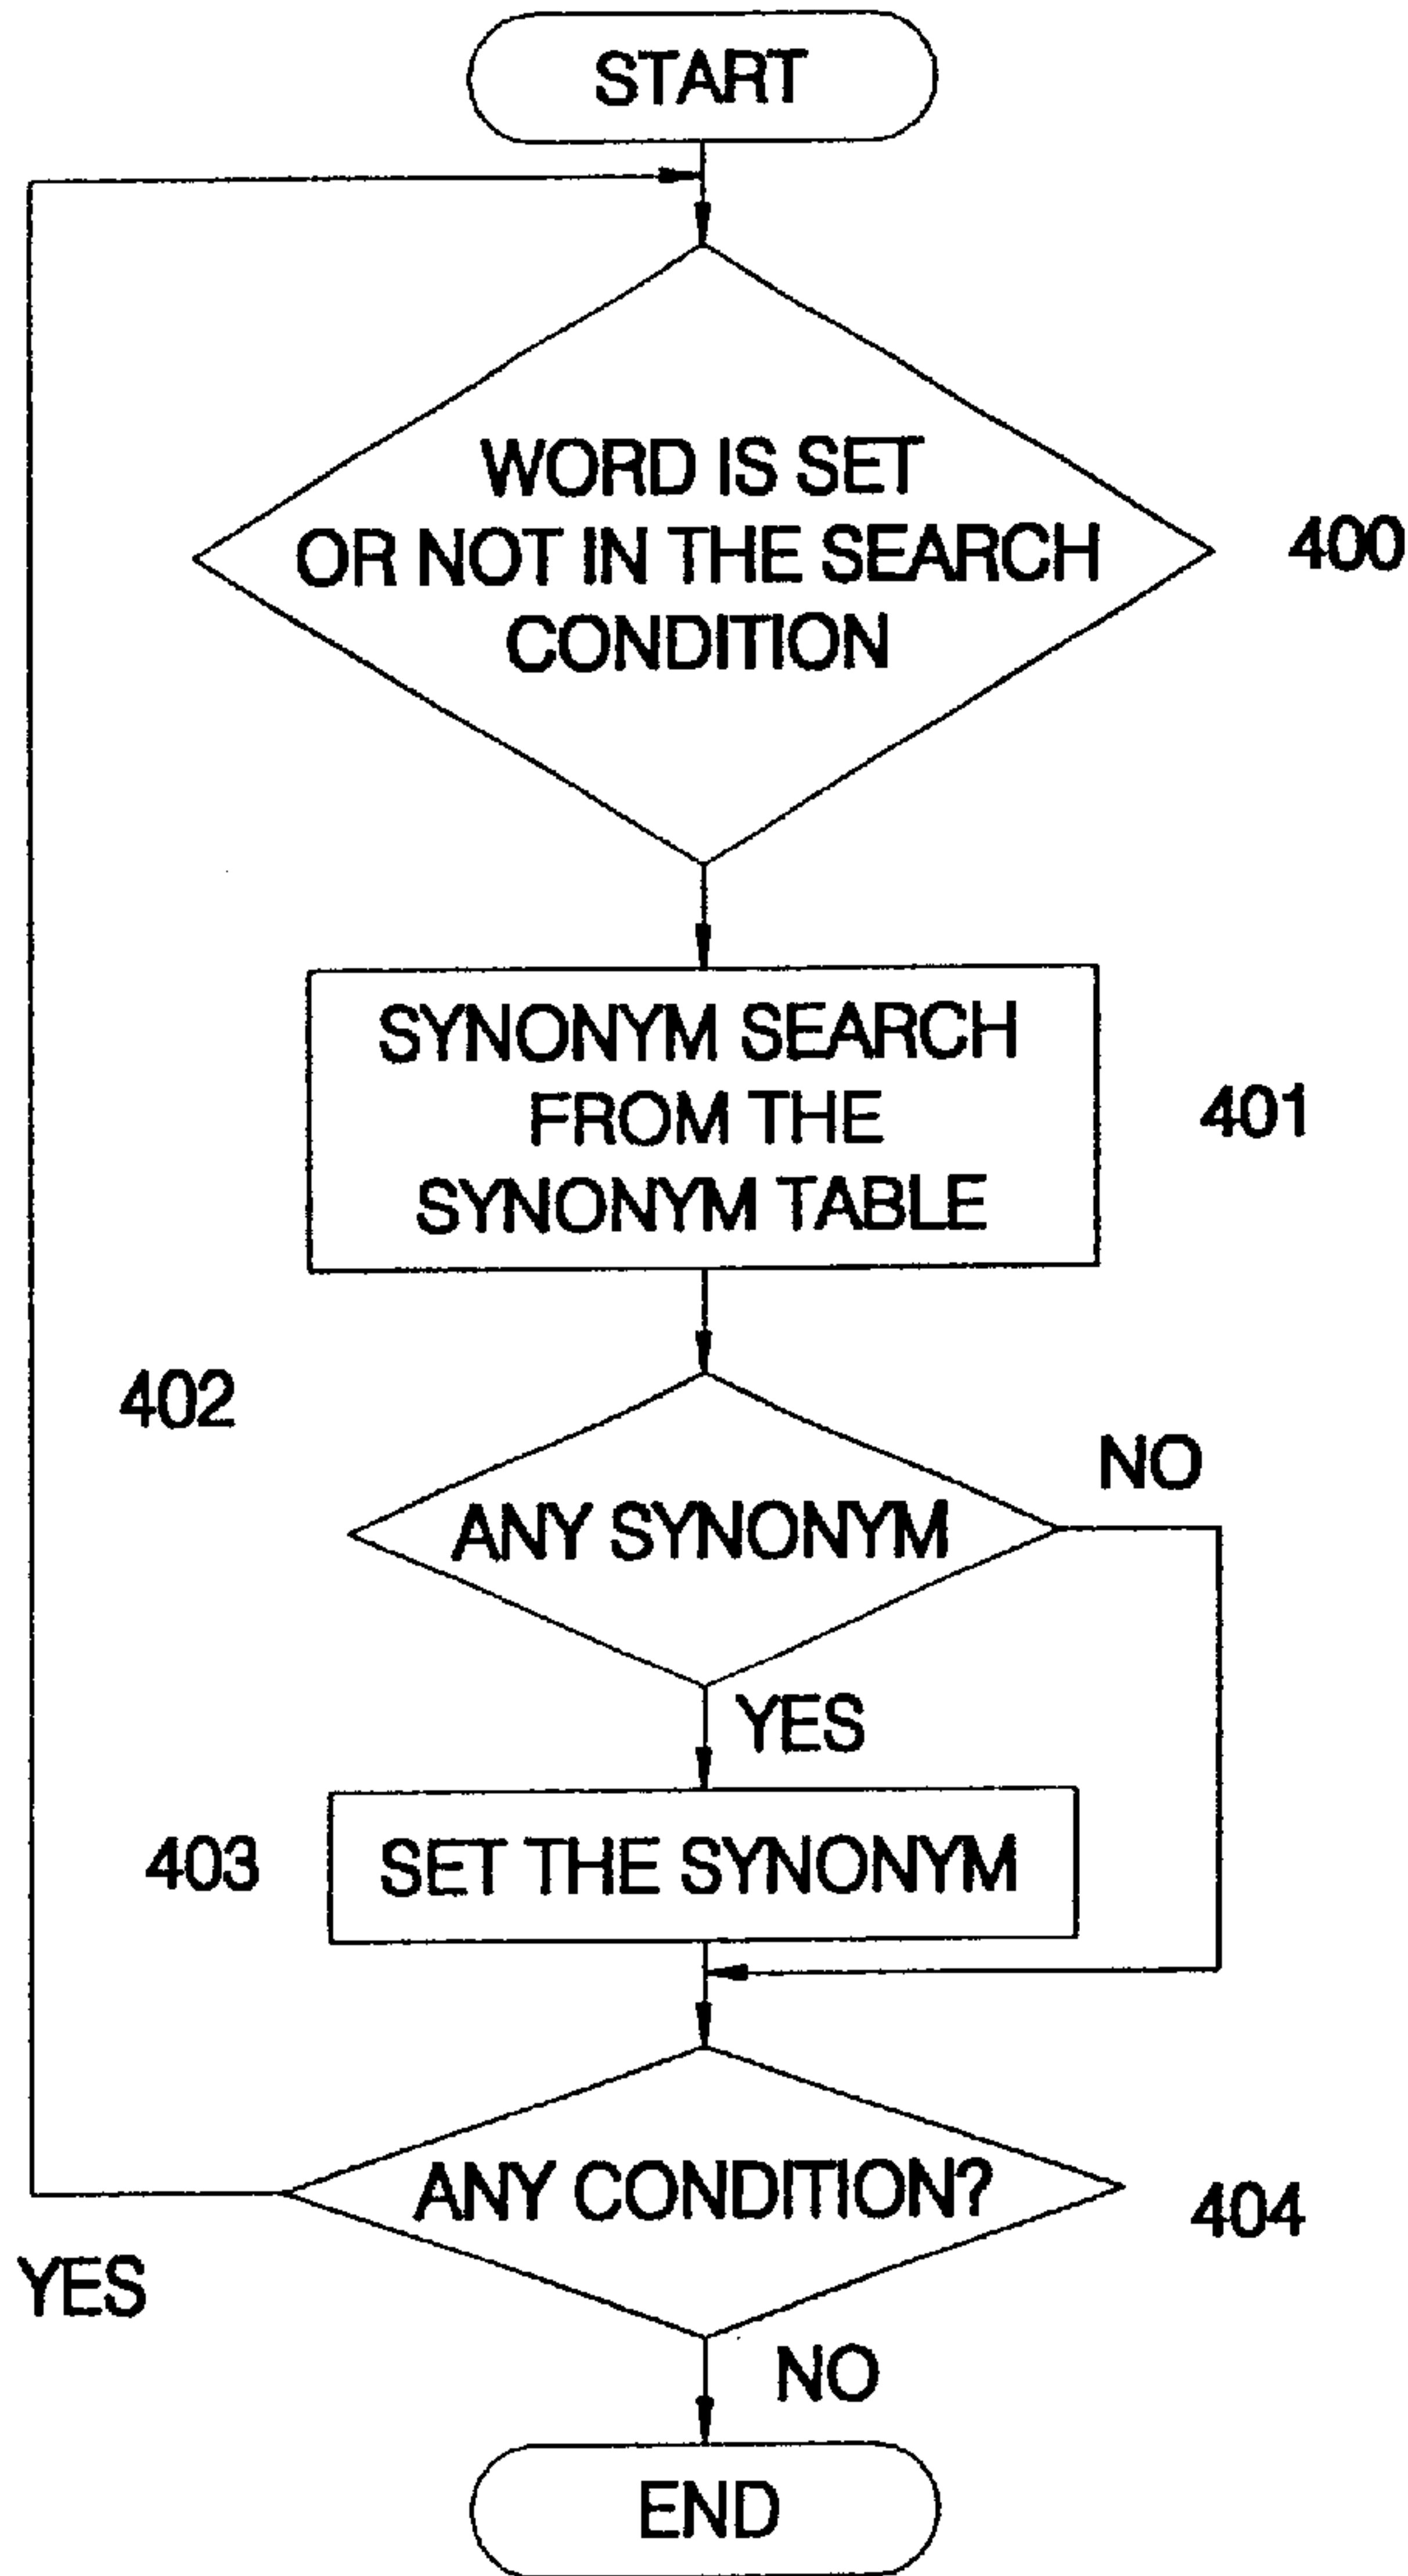 START
WORD IS SET
OR NOT IN THE SEARCH
CONDITION
400
SYNONYM SEARCH
FROM THE
SYNONYM TABLE
401
402
ANY SYNONYM
NO
YES
403
SET THE SYNONYM
ANY CONDITION?
404
YES
NO
END